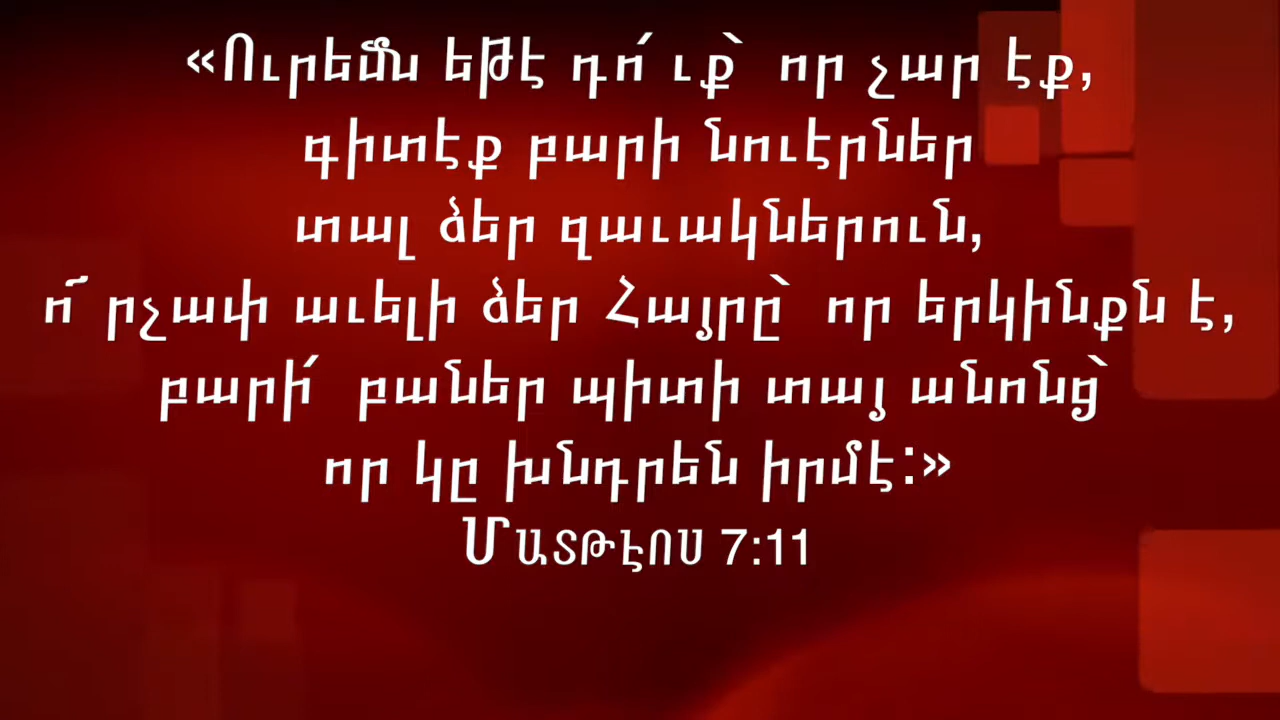 «Ուրեմն եթէ դո՛ւք՝ որ չար էք,
գիտէք բարի նուէրներ
տալ ձեր զաւակներուն,
ո՜րչափ աւելի ձեր Հայրը՝ որ երկինքն է,
բարի՛ բաներ պիտի տայ անոնց՝
որ կը խնդրեն իրմէ:»
Մատթէոս 7:11